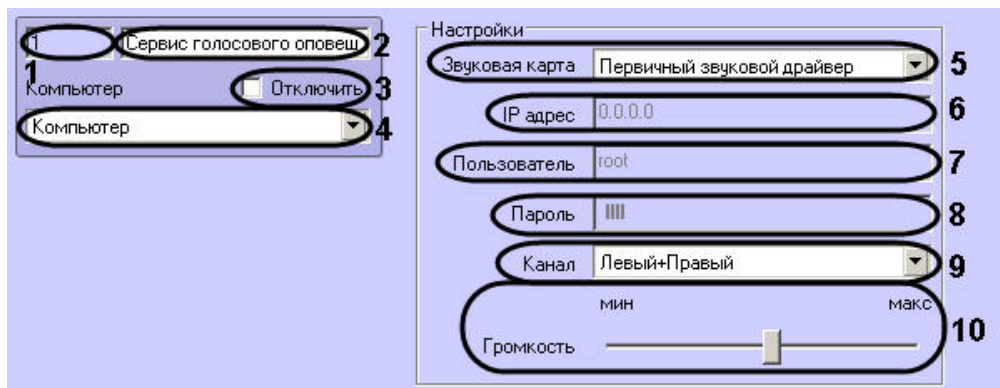 1 Сервис голосового оповещ 2
1
Компьютер Отключить 3
Компьютер 4
Настройки
Звуковая карта Первичный звуковой драйвер 5
IP адрес 0.0.0.0 6
Пользователь root 7
Пароль 8
Канал Левый+Правый 9
мин макс
Громкость 10